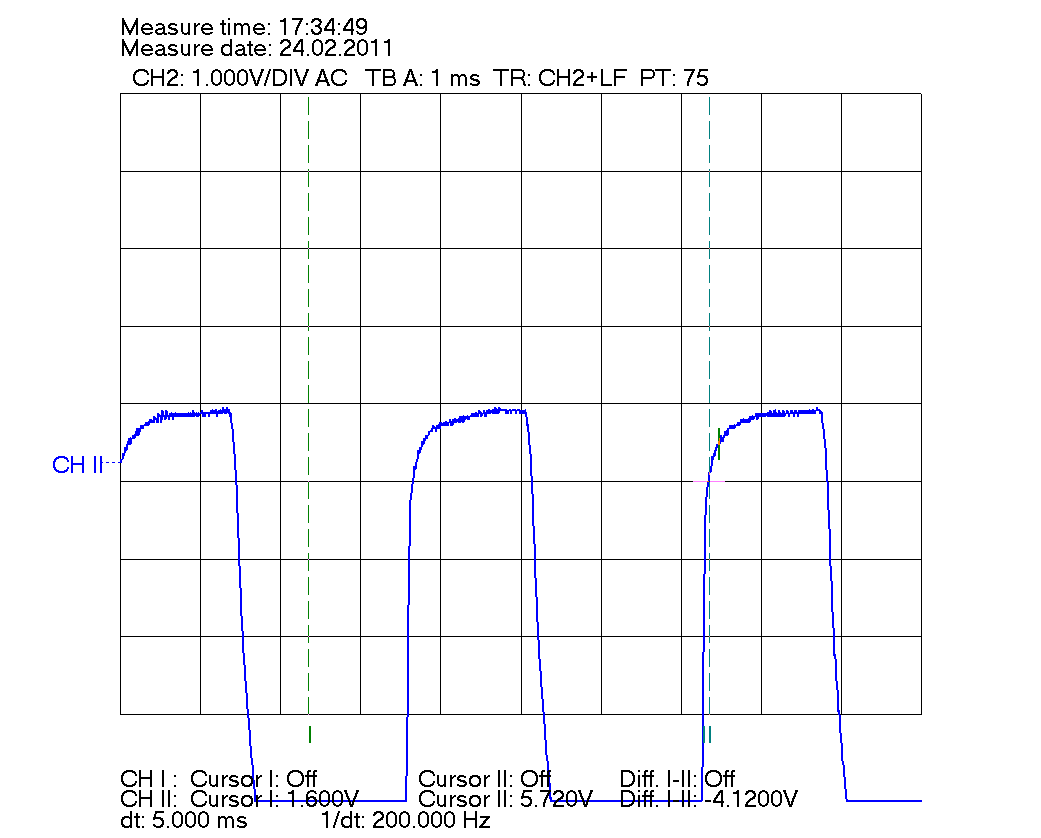 Measure time: 17:34:49
Measure date: 24.02.2011
CH2: 1.000V/DIV AC TB A: 1 ms TR: CH2+LF PT: 75
CH II
I
II
CH I : Cursor I: Off Cursor II: Off Diff. I-II: Off
CH II: Cursor I: 1.600V Cursor II: 5.720V Diff. I-II: -4.1200V
dt: 5.000 ms 1/dt: 200.000 Hz